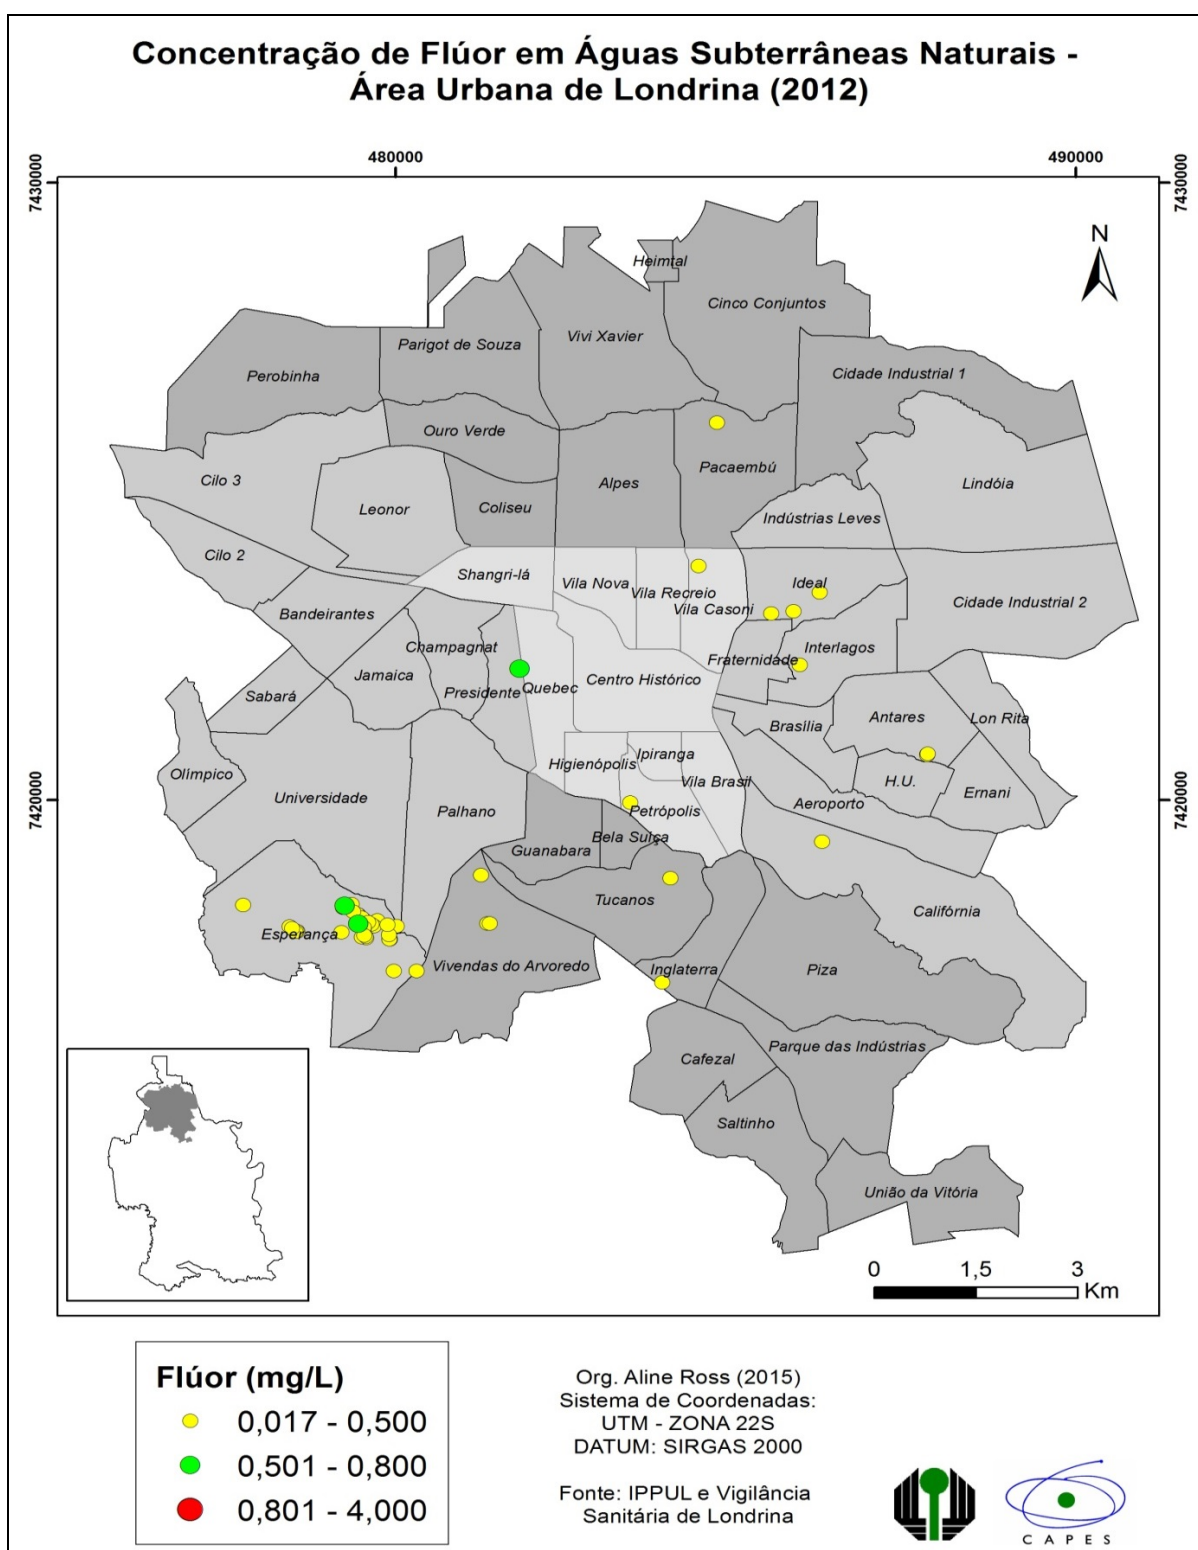 Concentração de Flúor em Águas Subterrâneas Naturais -
Área Urbana de Londrina (2012)
480000
490000
7430000
7430000
N
Heimtal
Cinco Conjuntos
Vivi Xavier
Parigot de Souza
Cidade Industrial 1
Perobinha
Ouro Verde
Pacaembú
Cilo 3
Alpes
Lindóia
Leonor
Coliseu
Indústrias Leves
Cilo 2
Shangri-lá
Vila Nova
Ideal
Vila Recreio
Cidade Industrial 2
Vila Casoni
Bandeirantes
Champagnat
Interlagos
Fraternidade
Jamaica
Centro Histórico
Presidente
Quebec
Sabará
Antares
Lon Rita
Brasília
Ipiranga
Higienópolis
Olímpico
Vila Brasil
H.U.
Ernani
Universidade
Aeroporto
Palhano
Petrópolis
7420000
7420000
Bela Suíça
Guanabara
Tucanos
Califórnia
Esperança
Vivendas do Arvoredo
Inglaterra
Piza
Parque das Indústrias
Cafezal
Saltinho
União da Vitória
0 1,5 3
Km
Flúor (mg/L)
0,017 - 0,500
0,501 - 0,800
0,801 - 4,000
Org. Aline Ross (2015)
Sistema de Coordenadas:
UTM - ZONA 22S
DATUM: SIRGAS 2000
Fonte: IPPUL e Vigilância
Sanitária de Londrina
CAPES